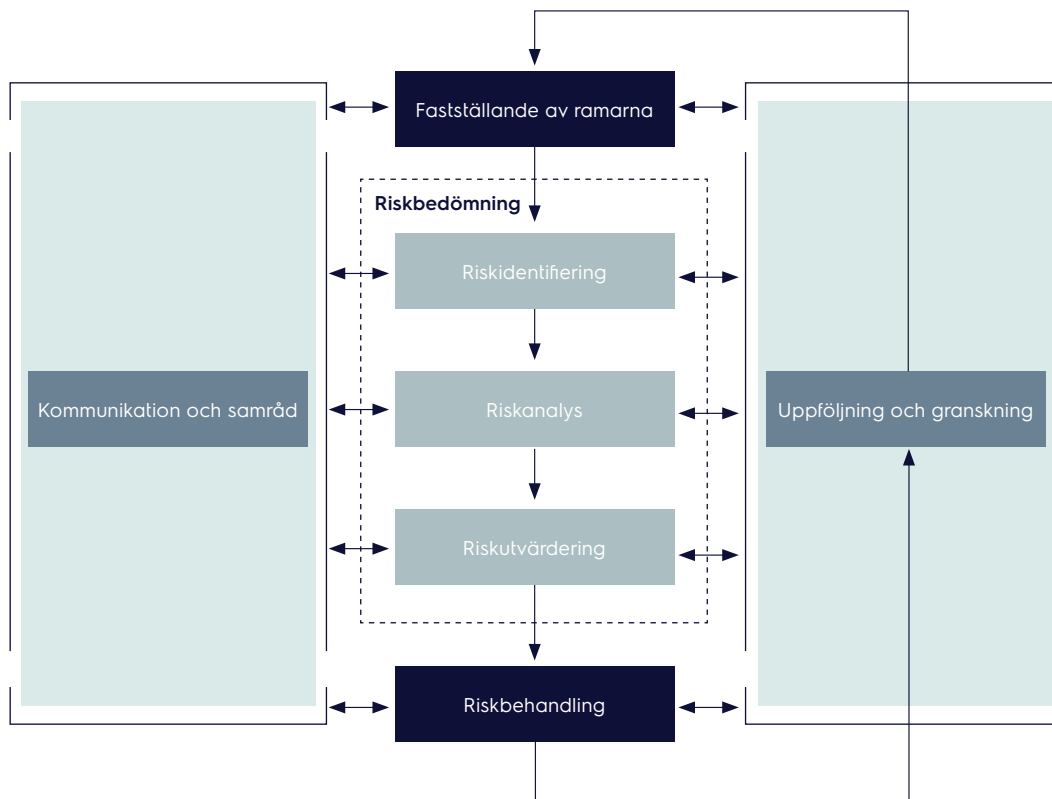 Fastställande av ramarna
Riskbedömning
Riskidentifiering
Kommunikation och samråd
Riskanalys
Uppföljning och granskning
Riskutvärdering
Riskbehandling